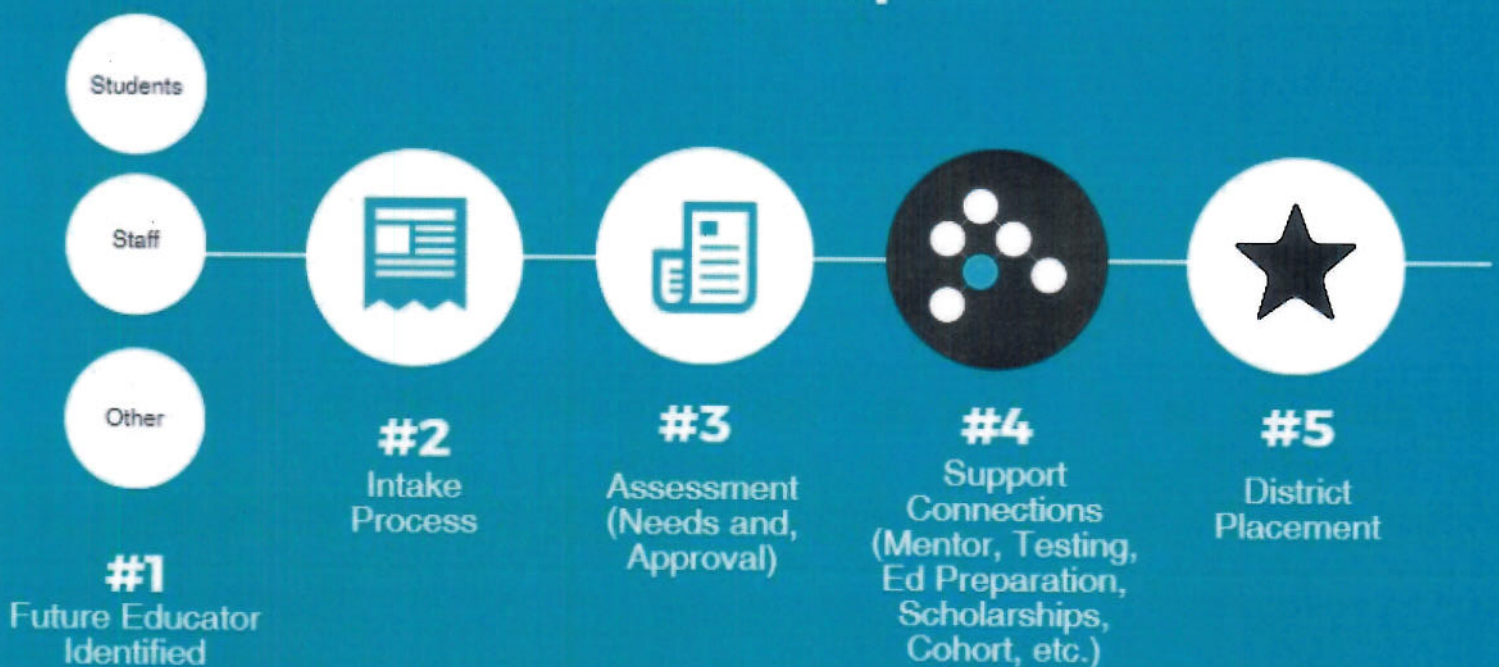 Students
Staff
Other
#1
Future Educator
Identified
#2
Intake
Process
#3
Assessment
(Needs and,
Approval)
#4
Support
Connections
(Mentor, Testing,
Ed Preparation,
Scholarships,
Cohort, etc.)
#5
District
Placement